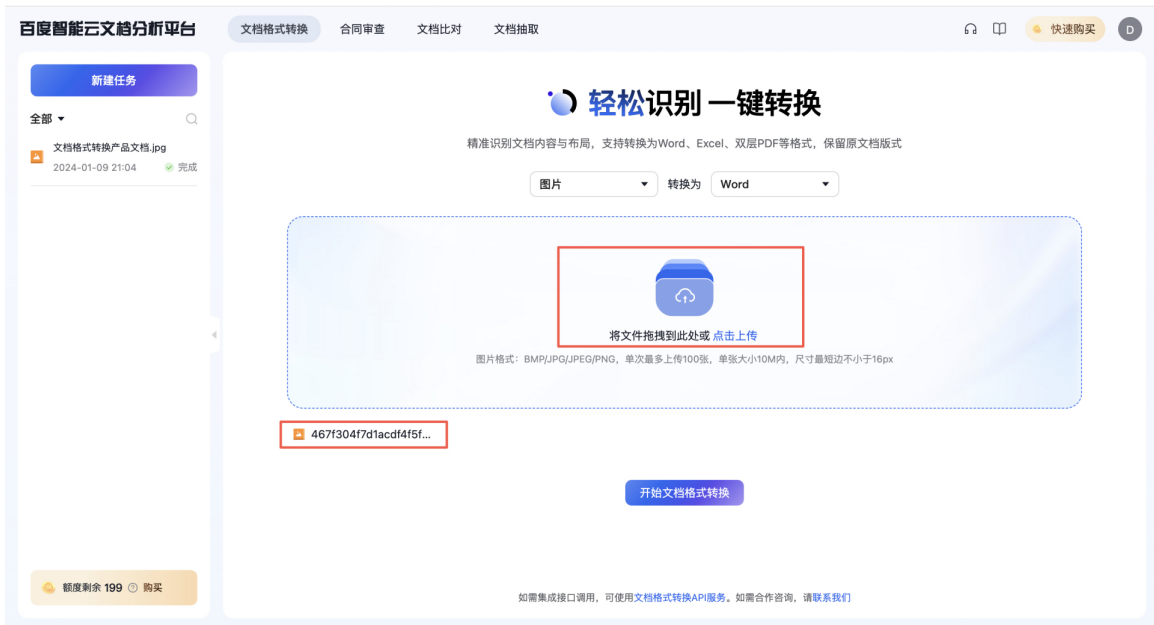 百度智能云文档分析平台
文档格式转换 合同审查 文档比对 文档抽取
快速购买
D
新建任务
全部
文档格式转换产品文档.jpg
2024-01-09 21:04 完成
轻松识别 一键转换
精准识别文档内容与布局，支持转换为Word、Excel、双层PDF等格式，保留原文档版式
图片 转换为 Word
将文件拖拽到此处或 点击上传
图片格式：BMP/JPG/JPEG/PNG，单次最多上传100张，单张大小10M内，尺寸最短边不小于16px
467f304f7d1acdf4f5f...
开始文档格式转换
额度剩余 199 ? 购买
如需集成接口调用，可使用文档格式转换API服务。如需合作咨询，请联系我们